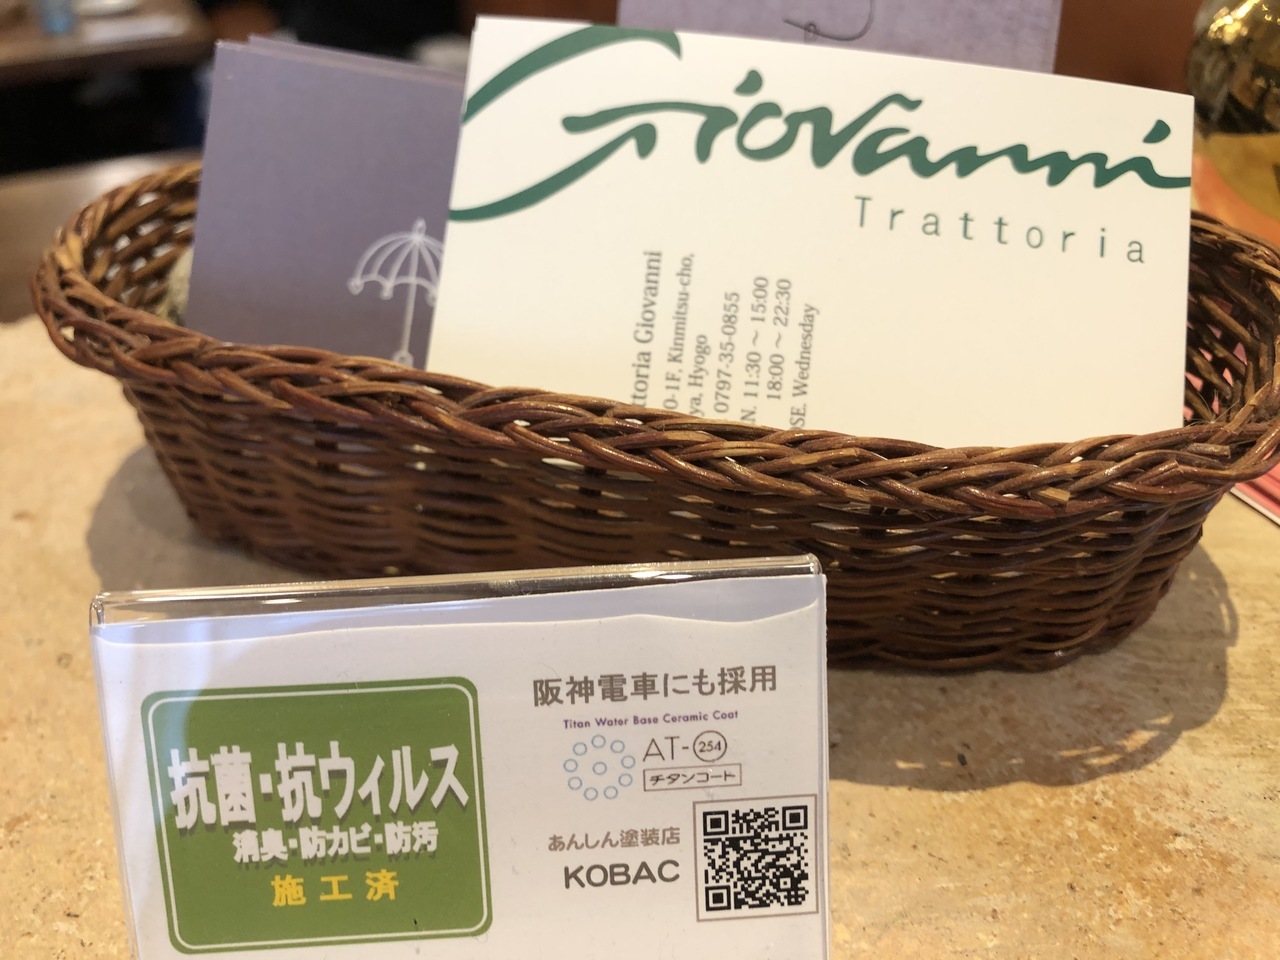 Giovanni
Trattoria
ttoria Giovanni
0-1F, Kinmitsu-cho,
ya, Hyogo
0797-35-0855
N. 11:30～15:00
18:00～22:30
OSE. Wednesday
抗菌・抗ウィルス
消臭・防カビ・防汚
施工済
阪神電車にも採用
Titan Water Base Ceramic Coat
AT-254
チタンコート
あんしん塗装店
KOBAC